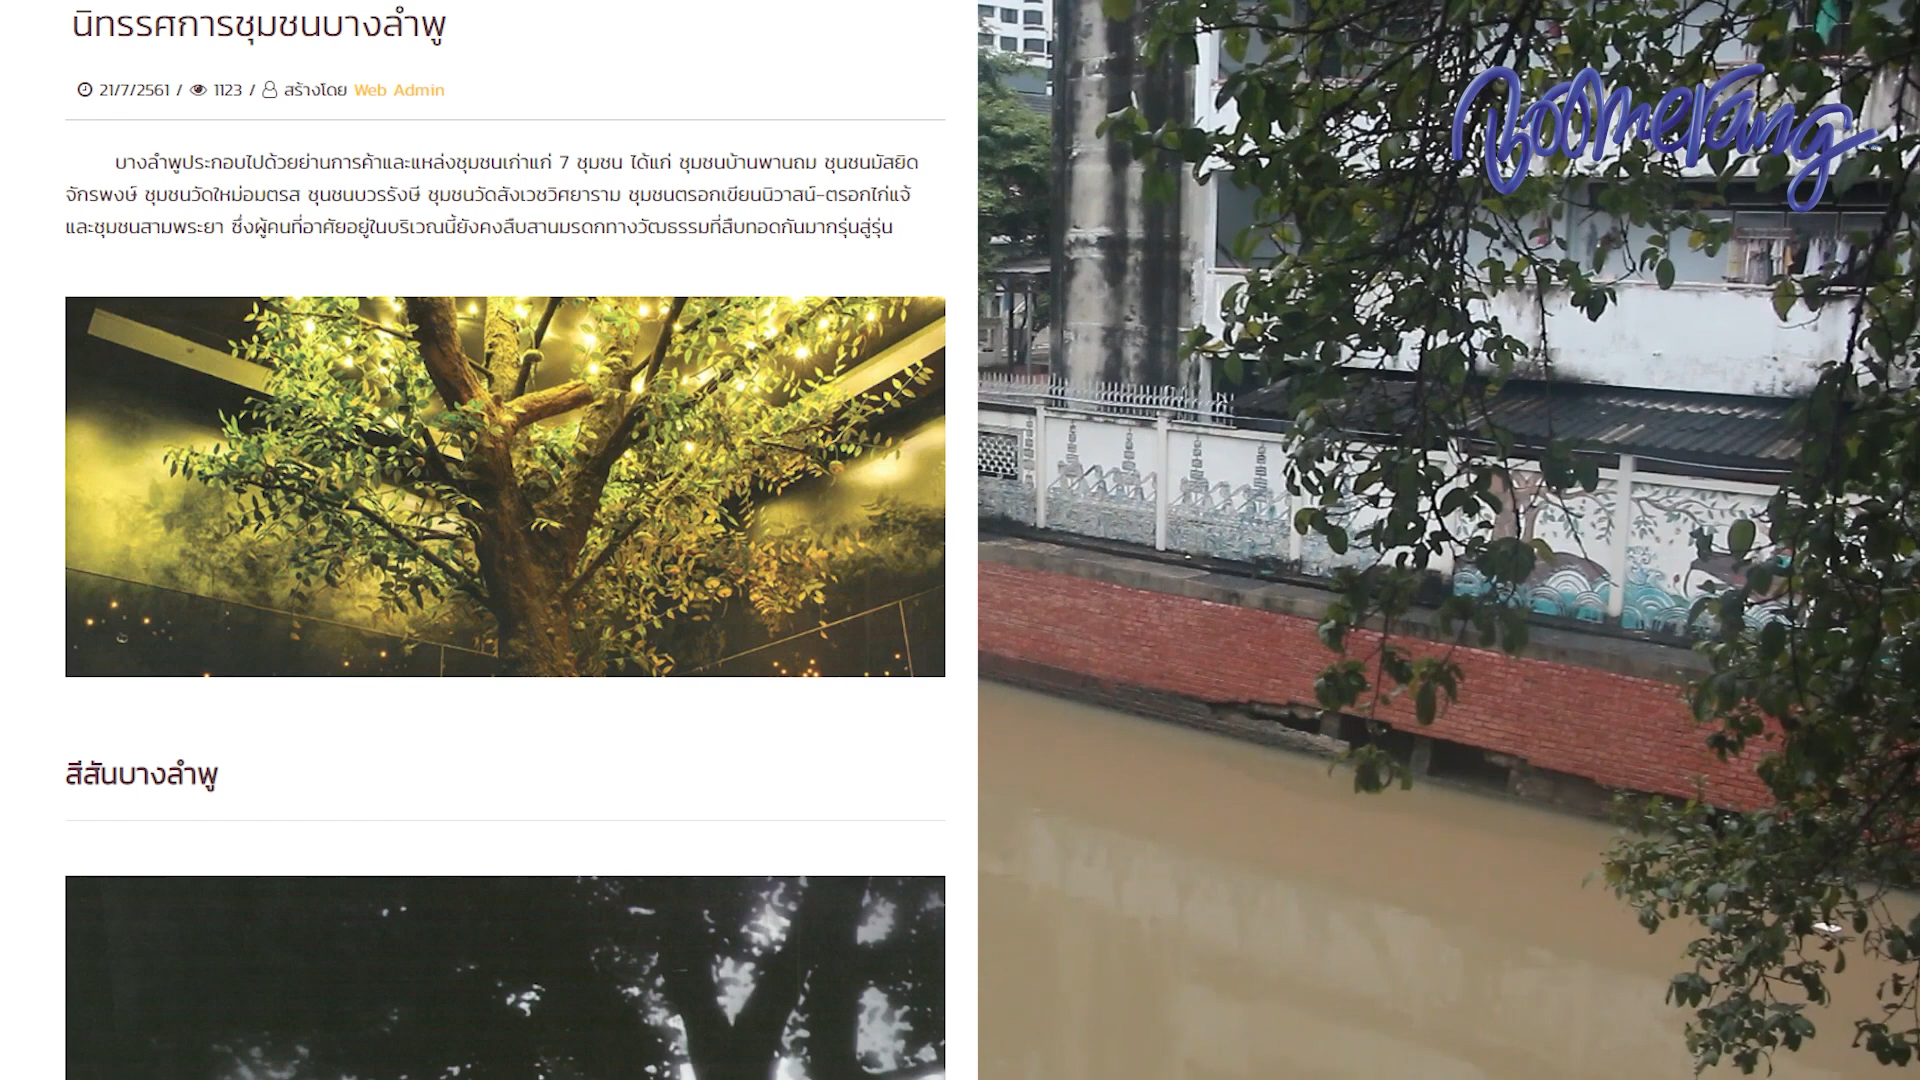 นิทรรศการชุมชนบางลำพู
21/7/2561 / 1123 / สร้างโดย Web Admin
บางลำพูประกอบไปด้วยย่านการค้าและแหล่งชุมชนเก่าแก่ 7 ชุมชน ได้แก่ ชุมชนบ้านพานถม ชุนชนมัสยิด
จักรพงษ์ ชุมชนวัดใหม่อมตรส ชุมชนบวรรังษี ชุมชนวัดสังเวชวิศยาราม ชุมชนตรอกเขียนนิวาสน์-ตรอกไก่แจ้
และชุมชนสามพระยา ซึ่งผู้คนที่อาศัยอยู่ในบริเวณนี้ยังคงสืบสานมรดกทางวัฒธรรมที่สืบทอดกันมารุ่นสู่รุ่น
สีสันบางลำพู
Boomerang